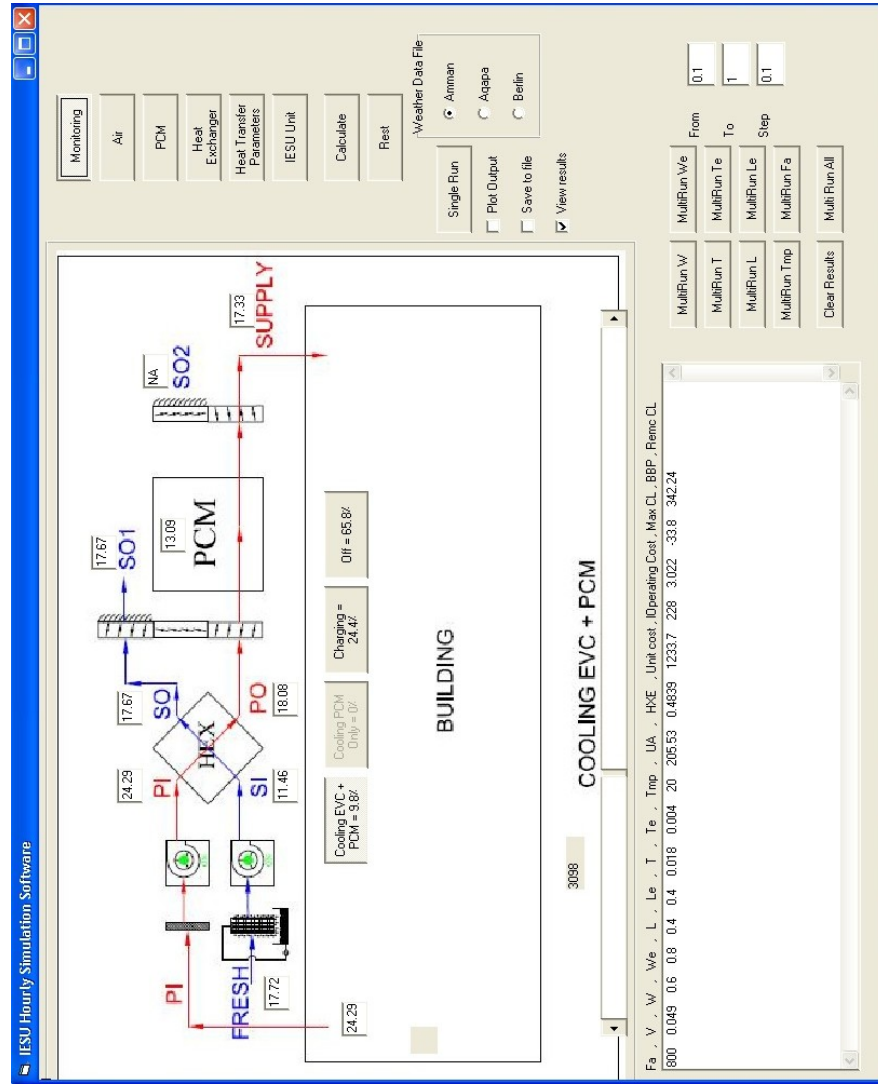 IESU Hourly Simulation Software
PI
FRESH
17.72
24.29
24.29
PI
SI
11.46
HEX
17.67
SO
PO
18.08
17.67
SO1
13.09
PCM
NA
SO2
17.33
SUPPLY
Cooling EVC +
PCM = 9.8%
Cooling PCM
Only = 0%
Charging =
24.4%
Off = 65.8%
BUILDING
3098
COOLING EVC + PCM
Monitoring
Air
PCM
Heat
Exchanger
Heat Transfer
Parameters
IESU Unit
Calculate
Rest
Single Run
Plot Output
Save to file
View results
Weather Data File
Amman
Aqapa
Berlin
Fa , V , W , We , L , Le , T , Te , Tmp , UA , HXE , Unit cost , lOperating Cost , Max CL , BBP , Remc CL
800 0.049 0.6 0.8 0.4 0.4 0.018 0.004 20 205.53 0.4839 1233.7 228 3.022 -33.8 342.24
MultiRun W
MultiRun We
From
0.1
MultiRun T
MultiRun Te
To
1
MultiRun L
MultiRun Le
Step
0.1
MultiRun Tmp
MultiRun Fa
Clear Results
Multi Run All